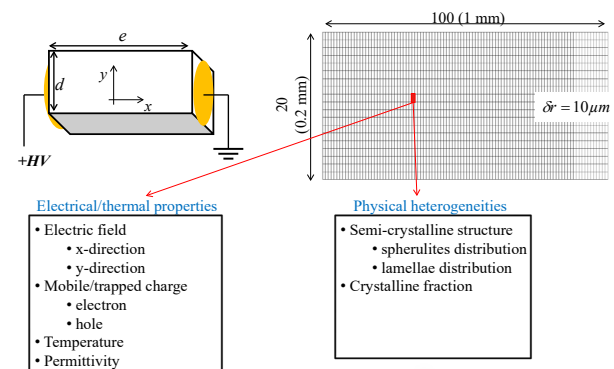 100 (1 mm)
e
d
y
x
20
(0.2 mm)
δr = 10μm
+HV
Electrical/thermal properties
• Electric field
• x-direction
• y-direction
• Mobile/trapped charge
• electron
• hole
• Temperature
• Permittivity
Physical heterogeneities
• Semi-crystalline structure
• spherulites distribution
• lamellae distribution
• Crystalline fraction